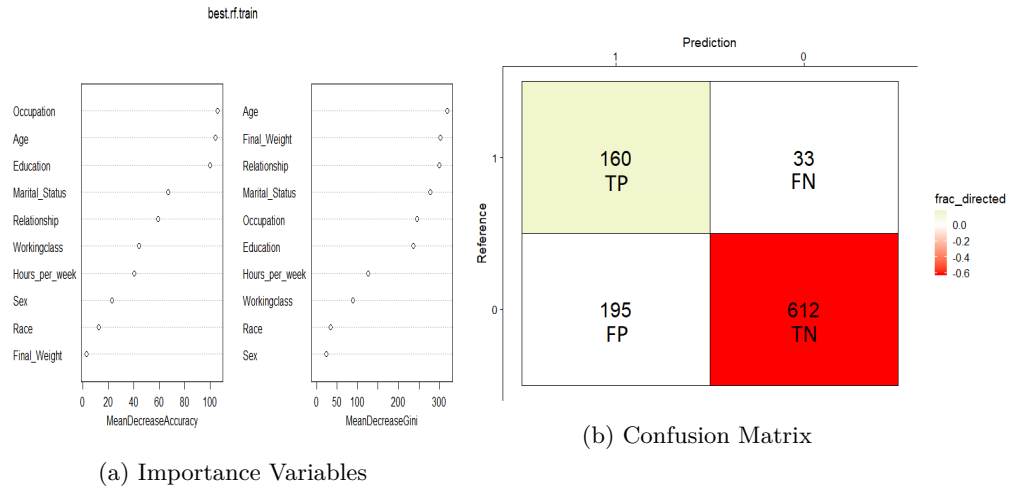 best.rf.train
Occupation
Age
Education
Marital_Status
Relationship
Workingclass
Hours_per_week
Sex
Race
Final_Weight
0 20 40 60 80 100
MeanDecreaseAccuracy
Age
Final_Weight
Relationship
Marital_Status
Occupation
Education
Hours_per_week
Workingclass
Race
Sex
0 50 100 200 300
MeanDecreaseGini
(a) Importance Variables
Prediction
1 0
Reference
1
160
TP
33
FN
0
195
FP
612
TN
frac_directed
0.0
-0.2
-0.4
-0.6
(b) Confusion Matrix